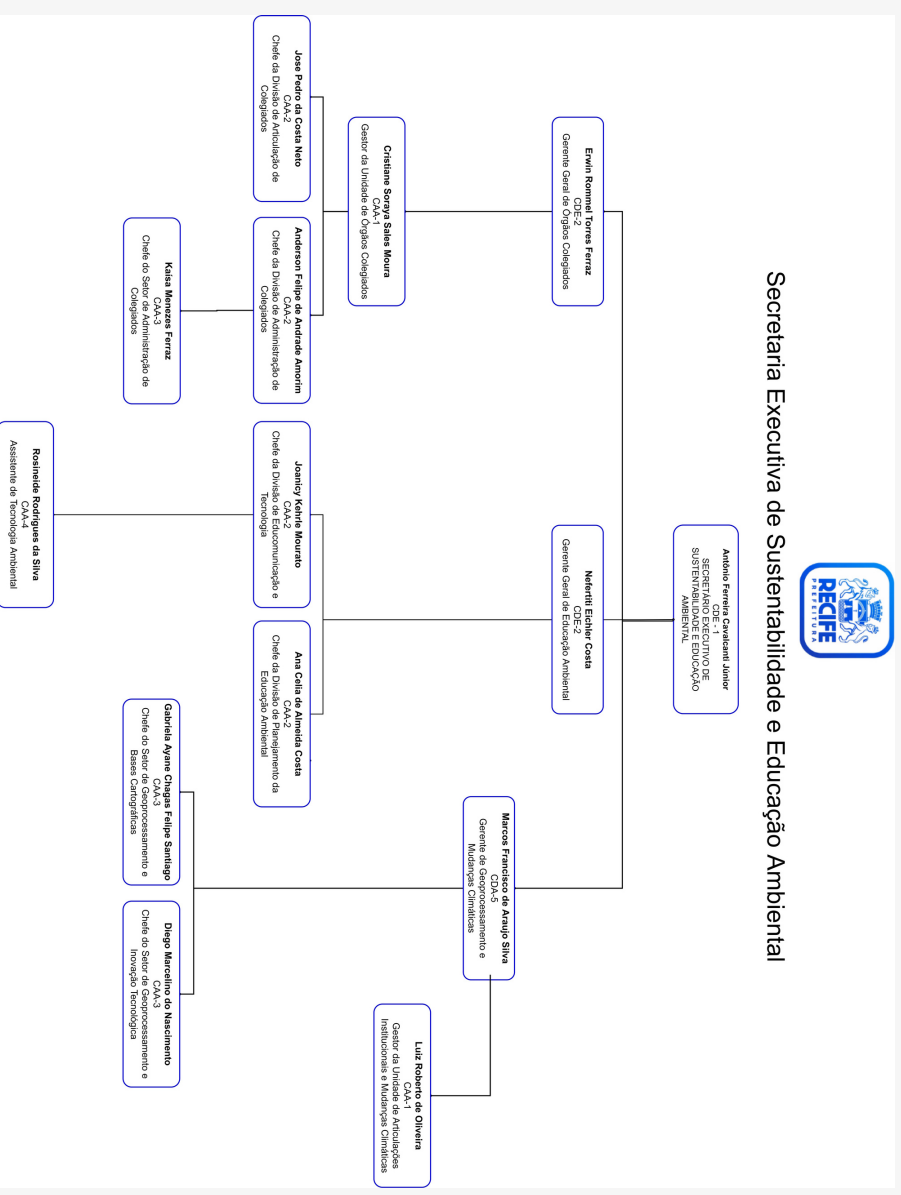 RECIFE
PREFEITURA
Secretaria Executiva de Sustentabilidade e Educação Ambiental
Antônio Ferreira Cavalcanti Júnior
CDE - 1
SECRETÁRIO EXECUTIVO DE
SUSTENTABILIDADE E EDUCAÇÃO
AMBIENTAL
Erwin Rommel Torres Ferraz
CDE-2
Gerente Geral de Órgãos Colegiados
Nefertiti Eichler Costa
CDE-2
Gerente Geral de Educação Ambiental
Marcos Francisco de Araujo Silva
CDA-5
Gerente de Geoprocessamento e
Mudanças Climáticas
Cristiane Soraya Sales Moura
CAA-1
Gestor da Unidade de Órgãos Colegiados
Luiz Roberto de Oliveira
CAA-1
Gestor da Unidade de Articulações
Institucionais e Mudanças Climáticas
Jose Pedro da Costa Neto
CAA-2
Chefe da Divisão de Articulação de
Colegiados
Anderson Felipe de Andrade Amorim
CAA-2
Chefe da Divisão de Administração de
Colegiados
Joanicy Kehrle Mourato
CAA-2
Chefe da Divisão de Educomunicação e
Tecnologia
Ana Celia de Almeida Costa
CAA-2
Chefe da Divisão de Planejamento da
Educação Ambiental
Kaisa Menezes Ferraz
CAA-3
Chefe do Setor de Administração de
Colegiados
Gabriela Ayane Chagas Felipe Santiago
CAA-3
Chefe do Setor de Geoprocessamento e
Bases Cartográficas
Diego Marcelino do Nascimento
CAA-3
Chefe do Setor de Geoprocessamento e
Inovação Tecnológica
Rosineide Rodrigues da Silva
CAA-4
Assistente de Tecnologia Ambiental